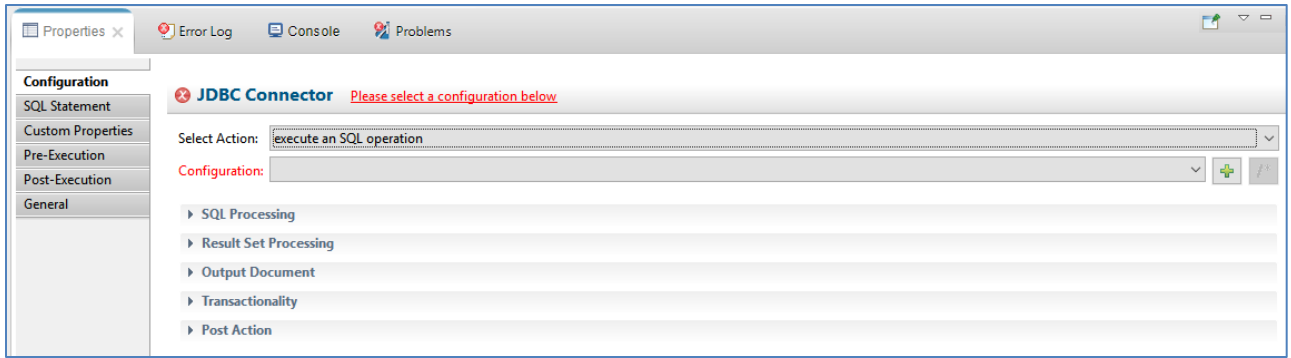 Properties Error Log Console Problems
Configuration
SQL Statement
Custom Properties
Pre-Execution
Post-Execution
General
JDBC Connector Please select a configuration below
Select Action: execute an SQL operation
Configuration:
SQL Processing
Result Set Processing
Output Document
Transactionality
Post Action